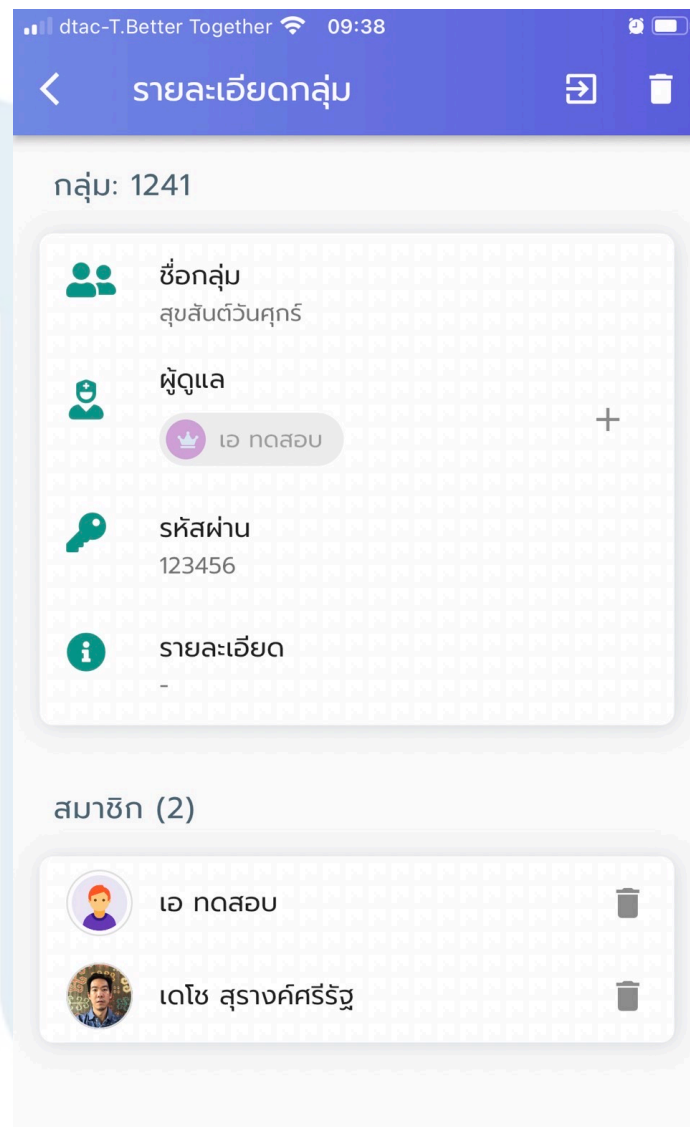 dtac-T.Better Together 09:38
รายละเอียดกลุ่ม
กลุ่ม: 1241
ชื่อกลุ่ม
สุขสันต์วันศุกร์
ผู้ดูแล
เอ ทดสอบ
รหัสผ่าน
123456
รายละเอียด
-
สมาชิก (2)
เอ ทดสอบ
เดโช สุรางค์ศรีรัฐ